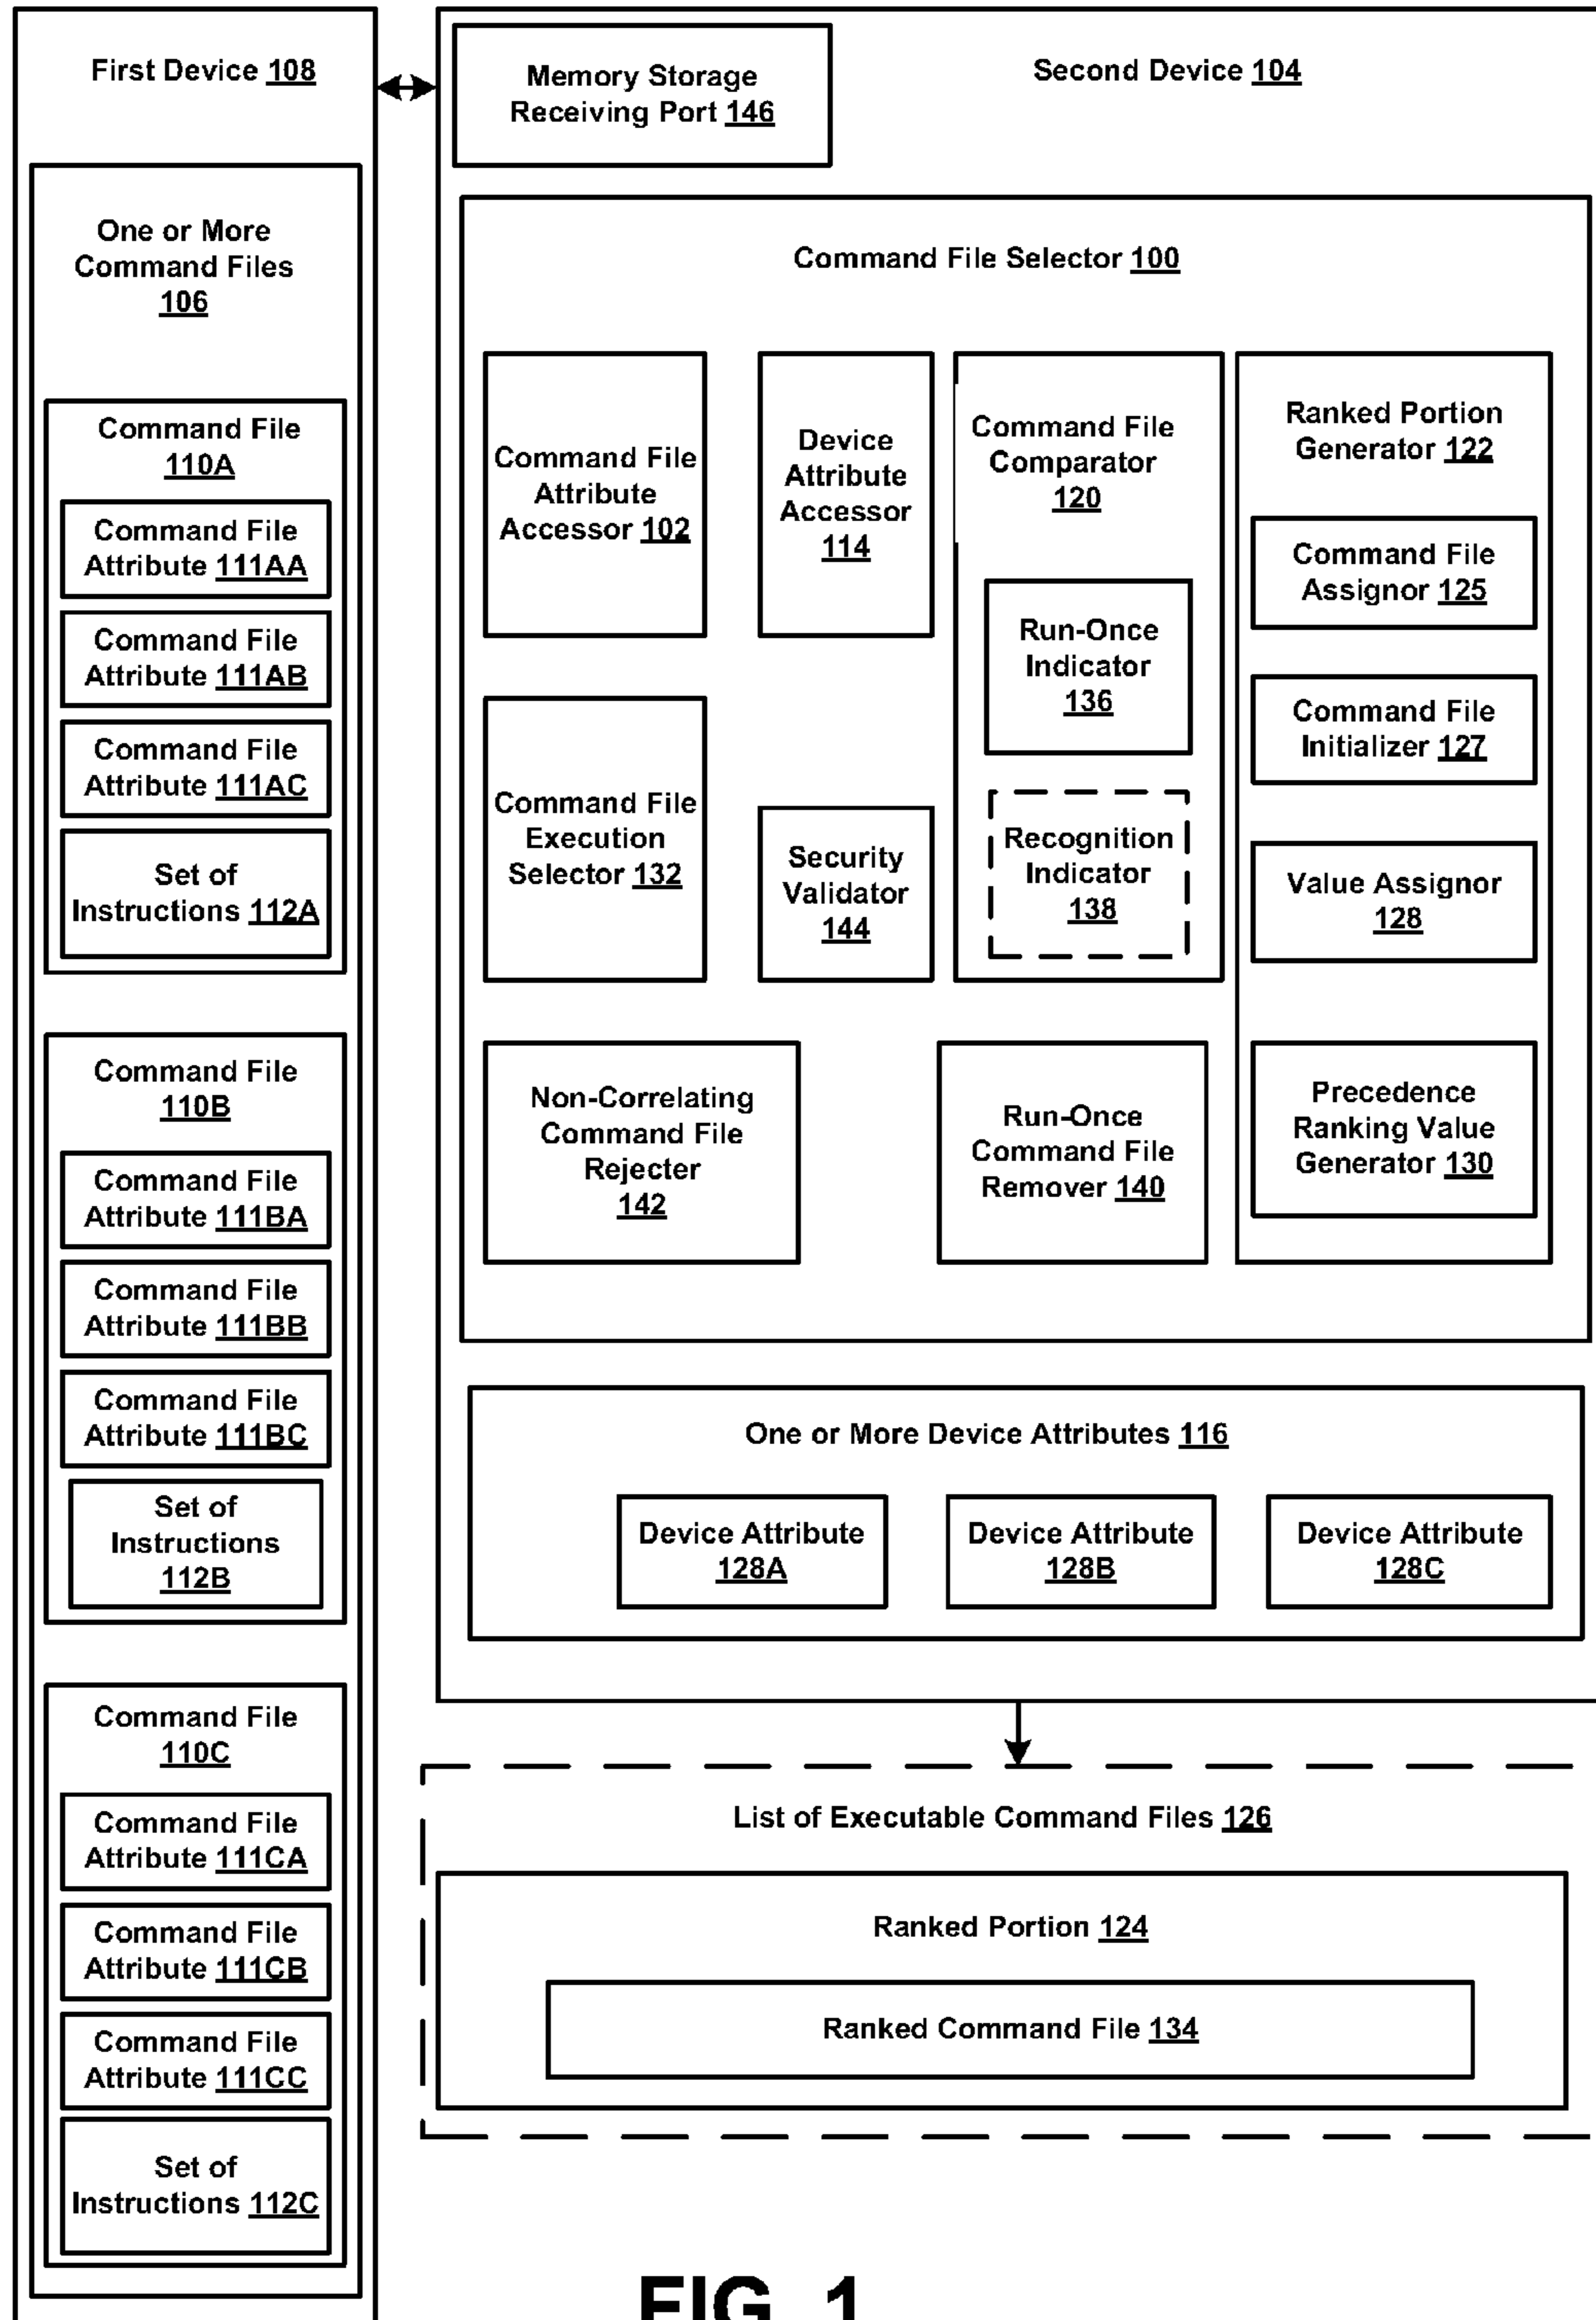 First Device 108
One or More
Command Files
106
Command File
110A
Command File
Attribute 111AA
Command File
Attribute 111AB
Command File
Attribute 111AC
Set of
Instructions 112A
Command File
110B
Command File
Attribute 111BA
Command File
Attribute 111BB
Command File
Attribute 111BC
Set of
Instructions
112B
Command File
110C
Command File
Attribute 111CA
Command File
Attribute 111CB
Command File
Attribute 111CC
Set of
Instructions 112C
Memory Storage
Receiving Port 146
Second Device 104
Command File Selector 100
Command File
Attribute
Accessor 102
Device
Attribute
Accessor
114
Command File
Comparator
120
Run-Once
Indicator
136
Recognition
Indicator
138
Ranked Portion
Generator 122
Command File
Assignor 125
Command File
Initializer 127
Value Assignor
128
Precedence
Ranking Value
Generator 130
Command File
Execution
Selector 132
Security
Validator
144
Non-Correlating
Command File
Rejecter
142
Run-Once
Command File
Remover 140
One or More Device Attributes 116
Device Attribute
128A
Device Attribute
128B
Device Attribute
128C
List of Executable Command Files 126
Ranked Portion 124
Ranked Command File 134
FIG. 1